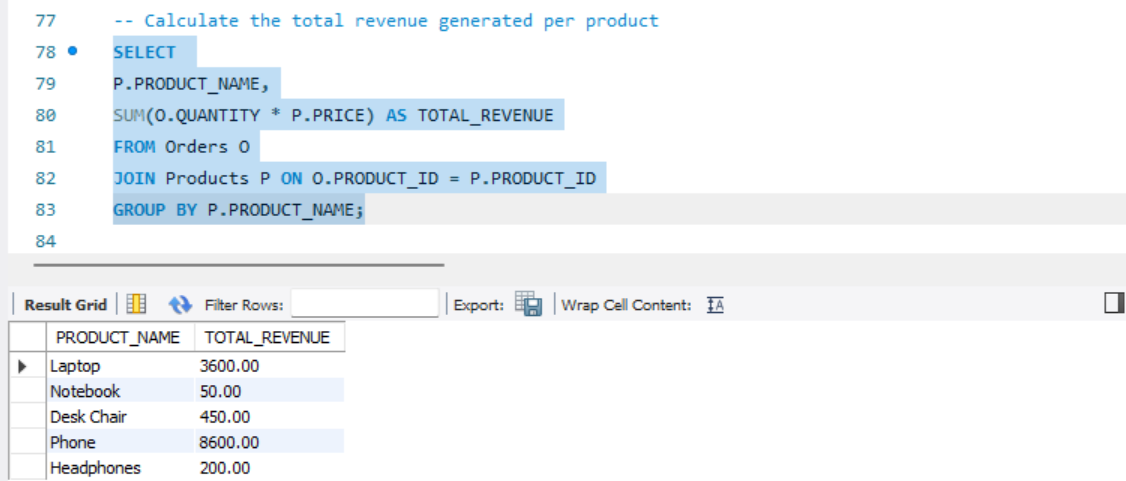 77 -- Calculate the total revenue generated per product
78 SELECT
79 P.PRODUCT_NAME,
80 SUM(O.QUANTITY * P.PRICE) AS TOTAL_REVENUE
81 FROM Orders O
82 JOIN Products P ON O.PRODUCT_ID = P.PRODUCT_ID
83 GROUP BY P.PRODUCT_NAME;
84
Result Grid Filter Rows: Export: Wrap Cell Content: IA
PRODUCT_NAME TOTAL_REVENUE
Laptop 3600.00
Notebook 50.00
Desk Chair 450.00
Phone 8600.00
Headphones 200.00